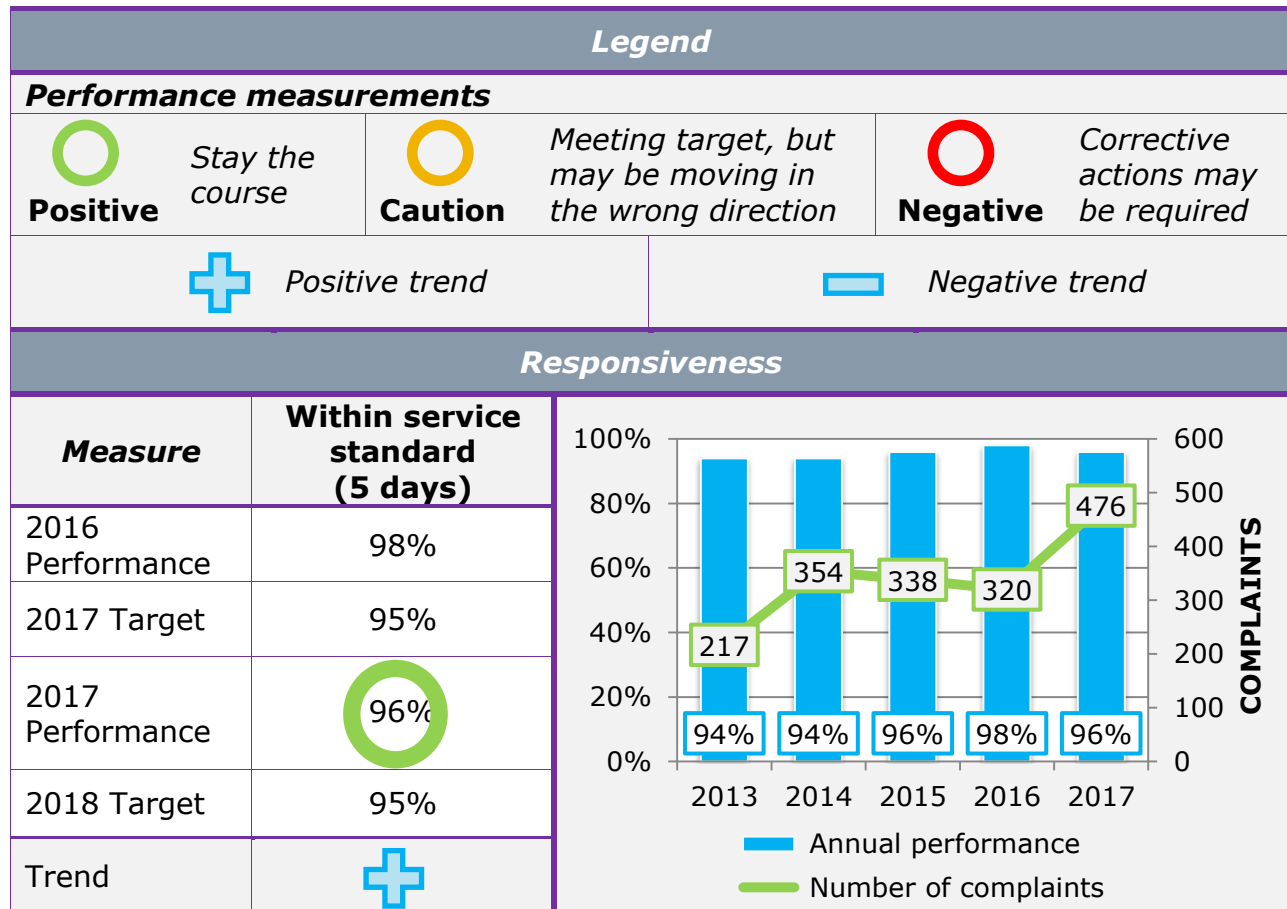 Legend
Performance measurements
Positive
Stay the
course
Caution
Meeting target, but
may be moving in
the wrong direction
Negative
Corrective
actions may
be required
Positive trend
Negative trend
Responsiveness
Measure
Within service
standard
(5 days)
2016
Performance
98%
2017 Target
95%
2017
Performance
96%
2018 Target
95%
Trend
100%
80%
60%
40%
20%
0%
217
354
338
320
476
94%
94%
96%
98%
96%
600
500
400
300
200
100
0
COMPLAINTS
2013 2014 2015 2016 2017
Annual performance
Number of complaints